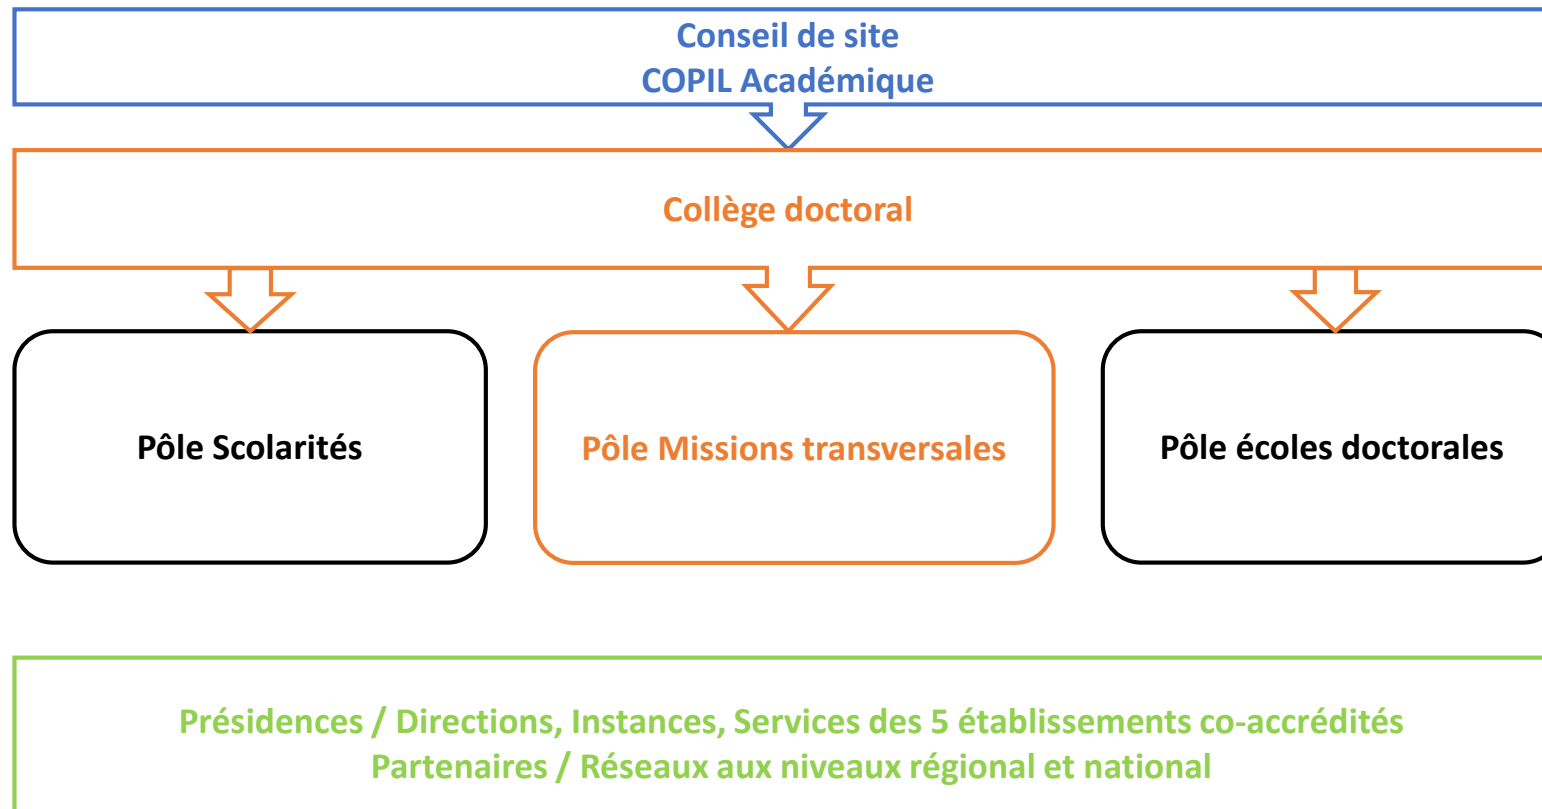 Conseil de site
COPIL Académique
Collège doctoral
Pôle Scolarités
Pôle Missions transversales
Pôle écoles doctorales
Présidences / Directions, Instances, Services des 5 établissements co-accrédités
Partenaires / Réseaux aux niveaux régional et national